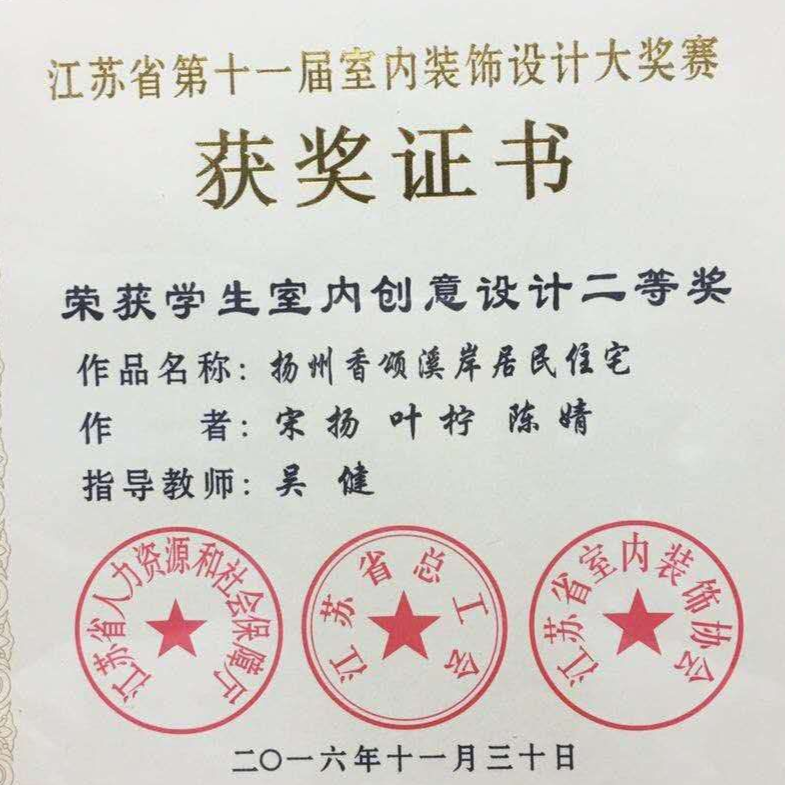 江苏省第十一届室内装饰设计大奖赛
获奖证书
荣获学生室内创意设计二等奖
作品名称：扬州香颂溪岸居民住宅
作 者：宋扬 叶柠 陈婧
指导教师：吴健
江苏省人力资源和社会保障厅
江苏省总工会
江苏省室内装饰协会
二〇一六年十一月三十日